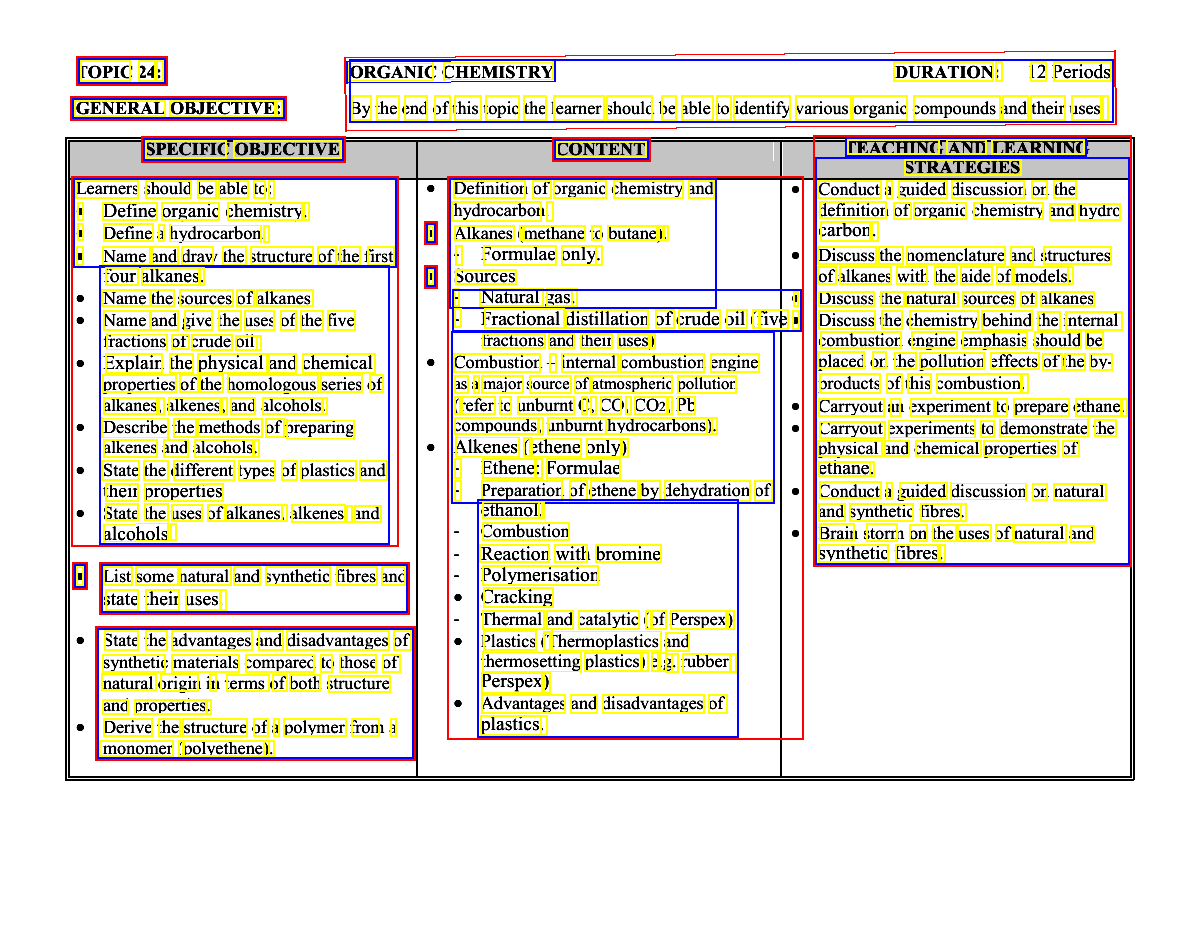 TOPIC 24: ORGANIC CHEMISTRY DURATION: 12 Periods
GENERAL OBJECTIVE: By the end of this topic the learner should be able to identify various organic compounds and their uses
SPECIFIC OBJECTIVE
Learners should be able to:
▪ Define organic chemistry.
▪ Define a hydrocarbon.
▪ Name and draw the structure of the first
four alkanes.
• Name the sources of alkanes
• Name and give the uses of the five
fractions of crude oil
• Explain the physical and chemical
properties of the homologous series of
alkanes, alkenes, and alcohols.
• Describe the methods of preparing
alkenes and alcohols.
• State the different types of plastics and
their properties
• State the uses of alkanes, alkenes, and
alcohols
▪ List some natural and synthetic fibres and
state their uses
• State the advantages and disadvantages of
synthetic materials compared to those of
natural origin in terms of both structure
and properties.
• Derive the structure of a polymer from a
monomer (polyethene).
CONTENT
• Definition of organic chemistry and
hydrocarbon
▪ Alkanes (methane to butane).
- Formulae only.
▪ Sources
- Natural gas.
- Fractional distillation of crude oil (five
fractions and their uses)
• Combustion – internal combustion engine
as a major source of atmospheric pollution
(refer to unburnt C, CO, CO2, Pb
compounds, unburnt hydrocarbons).
• Alkenes (ethene only)
- Ethene: Formulae
- Preparation of ethene by dehydration of
ethanol.
- Combustion
- Reaction with bromine
- Polymerisation
• Cracking
- Thermal and catalytic (of Perspex)
• Plastics (Thermoplastics and
thermosetting plastics) e.g. rubber
Perspex)
• Advantages and disadvantages of
plastics.
TEACHING AND LEARNING
STRATEGIES
• Conduct a guided discussion on the
definition of organic chemistry and hydro
carbon.
• Discuss the nomenclature and structures
of alkanes with the aide of models.
▪ Discuss the natural sources of alkanes
▪ Discuss the chemistry behind the internal
combustion engine emphasis should be
placed on the pollution effects of the by-
products of this combustion.
• Carryout an experiment to prepare ethane.
• Carryout experiments to demonstrate the
physical and chemical properties of
ethane.
• Conduct a guided discussion on natural
and synthetic fibres.
• Brain storm on the uses of natural and
synthetic fibres.